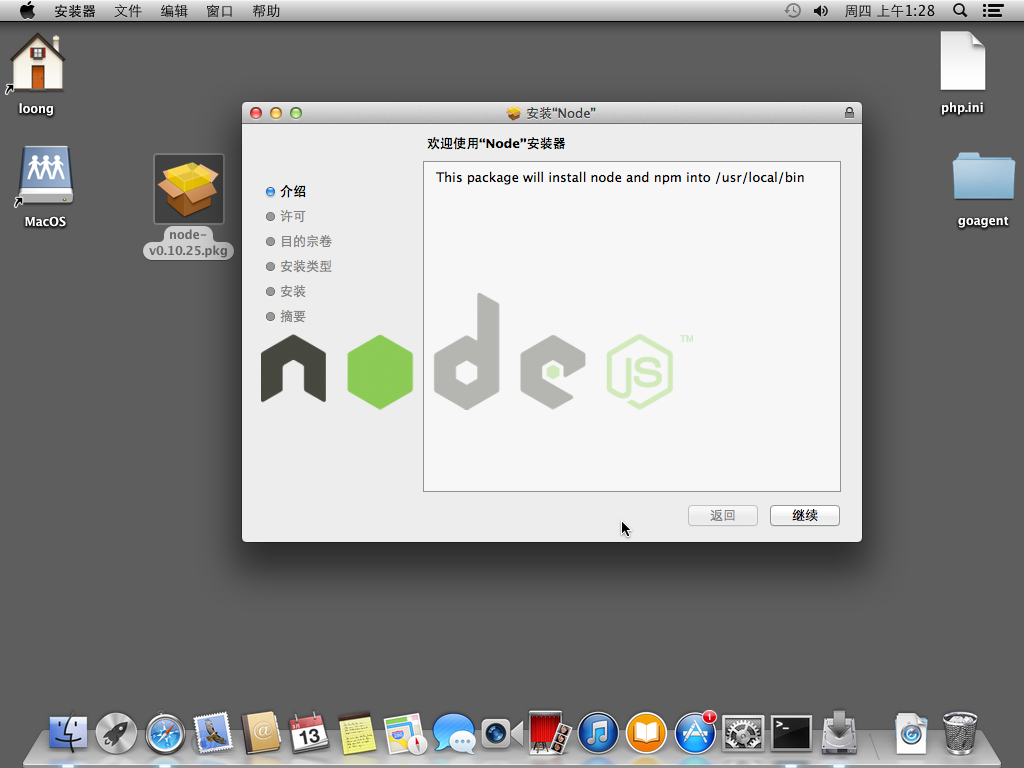 安装器 文件 编辑 窗口 帮助
周四 上午1:28
loong
MacOS
node-
v0.10.25.pkg
php.ini
goagent
安装“Node”
欢迎使用“Node”安装器
介绍
许可
目的宗卷
安装类型
安装
摘要
This package will install node and npm into /usr/local/bin
node
JS
TM
返回
继续
13
1